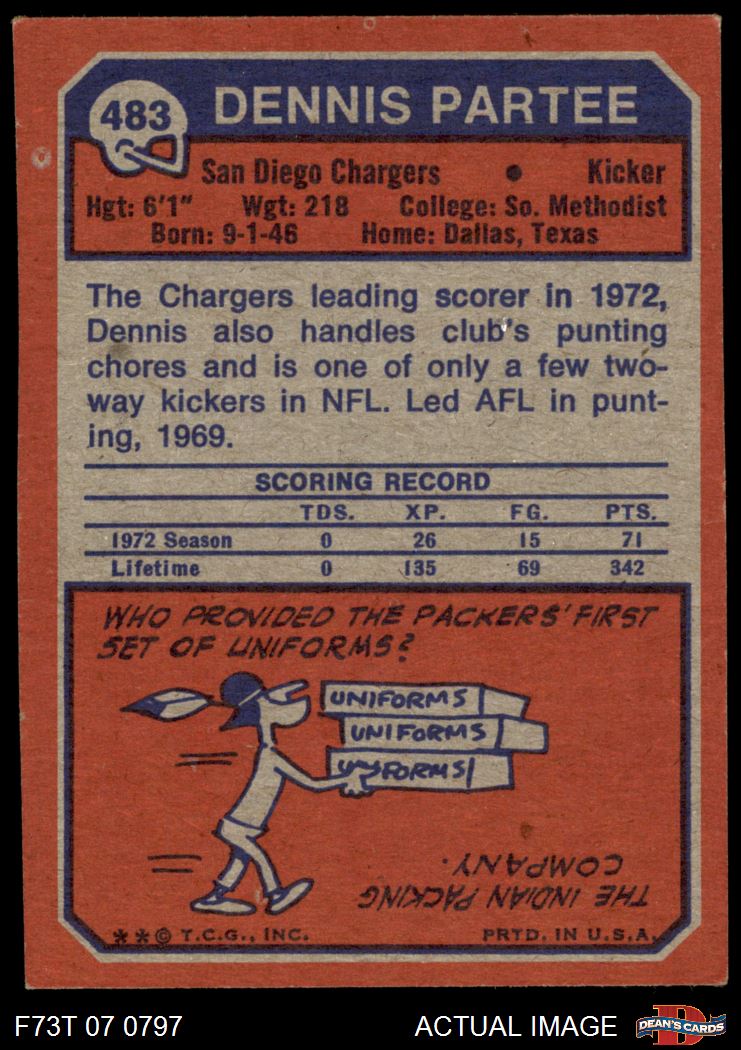 483
DENNIS PARTEE
San Diego Chargers • Kicker
Hgt: 6'1" Wgt: 218 College: So. Methodist
Born: 9-1-46 Home: Dallas, Texas
The Chargers leading scorer in 1972,
Dennis also handles club's punting
chores and is one of only a few two-
way kickers in NFL. Led AFL in punt-
ing, 1969.
SCORING RECORD
TDS. XP. FG. PTS.
1972 Season 0 26 15 71
Lifetime 0 135 69 342
WHO PROVIDED THE PACKERS' FIRST
SET OF UNIFORMS?
UNIFORMS
UNIFORMS
UNIFORMS
THE INDIAN PACKING
COMPANY.
** © T.C.G., INC. PRTD. IN U.S.A.
F73T 07 0797 ACTUAL IMAGE DEAN'S CARDS